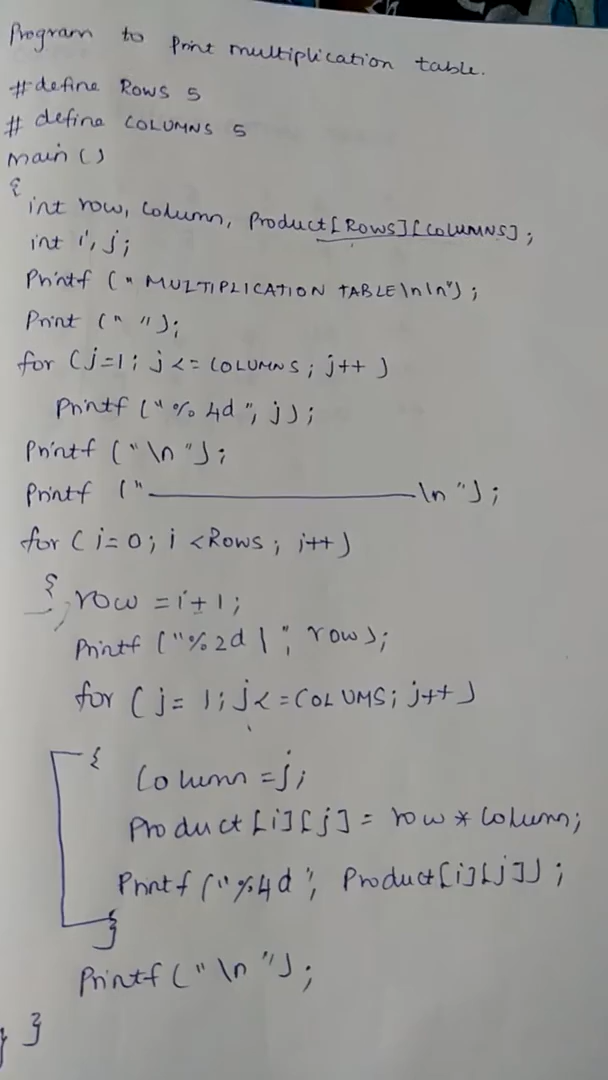 Program to Print multiplication table.
#define ROWS 5
# define COLUMNS 5
main ()
{
int row, column, Product[ROWS][COLUMNS];
int i, j;
Printf (" MULTIPLICATION TABLE\n\n");
Print (" ");
for (j=1; j<= COLUMNS; j++ )
Printf ("% 4d", j);
Printf ("\n");
Printf ("____________________\n");
for (i=0; i <Rows; i++)
{ row =i+1;
Printf ("%2d |", row);
for (j= 1; j<=COLUMS; j++)
{
Column =j;
Product [i][j] = row * column;
Printf ("%4d", Product[i][j]);
}
Printf ("\n");
} }